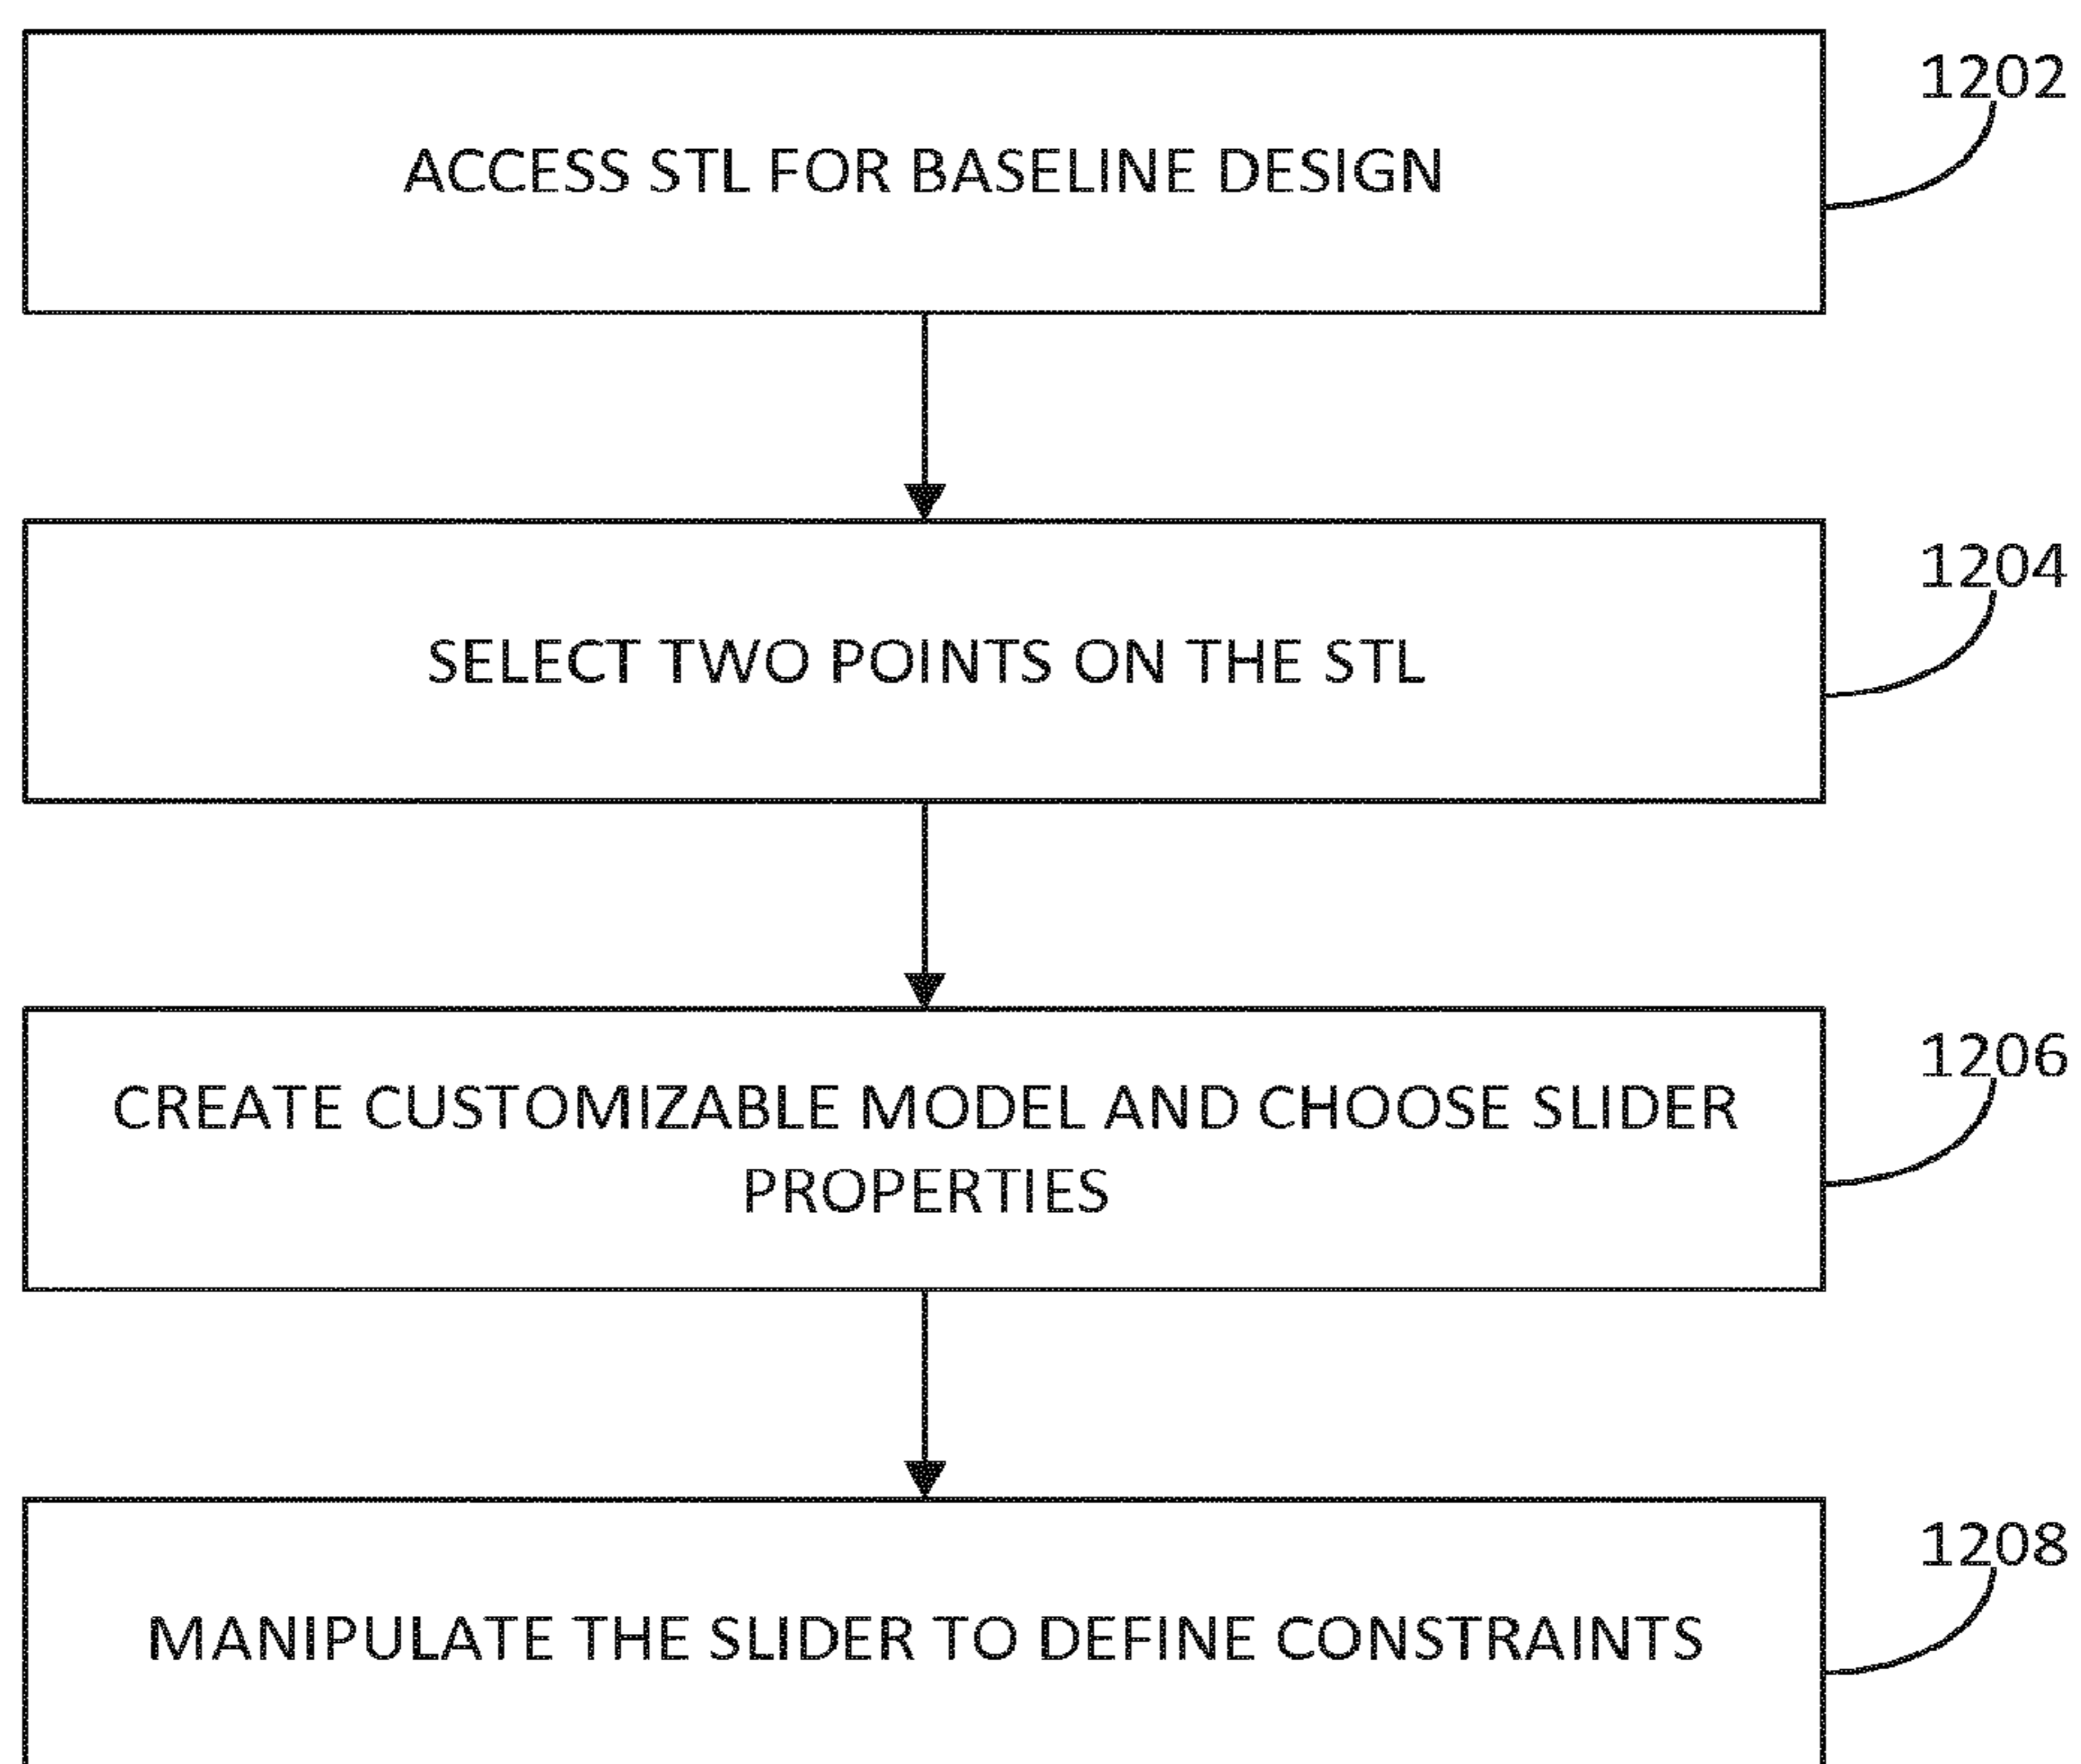 1202
ACCESS STL FOR BASELINE DESIGN
1204
SELECT TWO POINTS ON THE STL
1206
CREATE CUSTOMIZABLE MODEL AND CHOOSE SLIDER
PROPERTIES
1208
MANIPULATE THE SLIDER TO DEFINE CONSTRAINTS